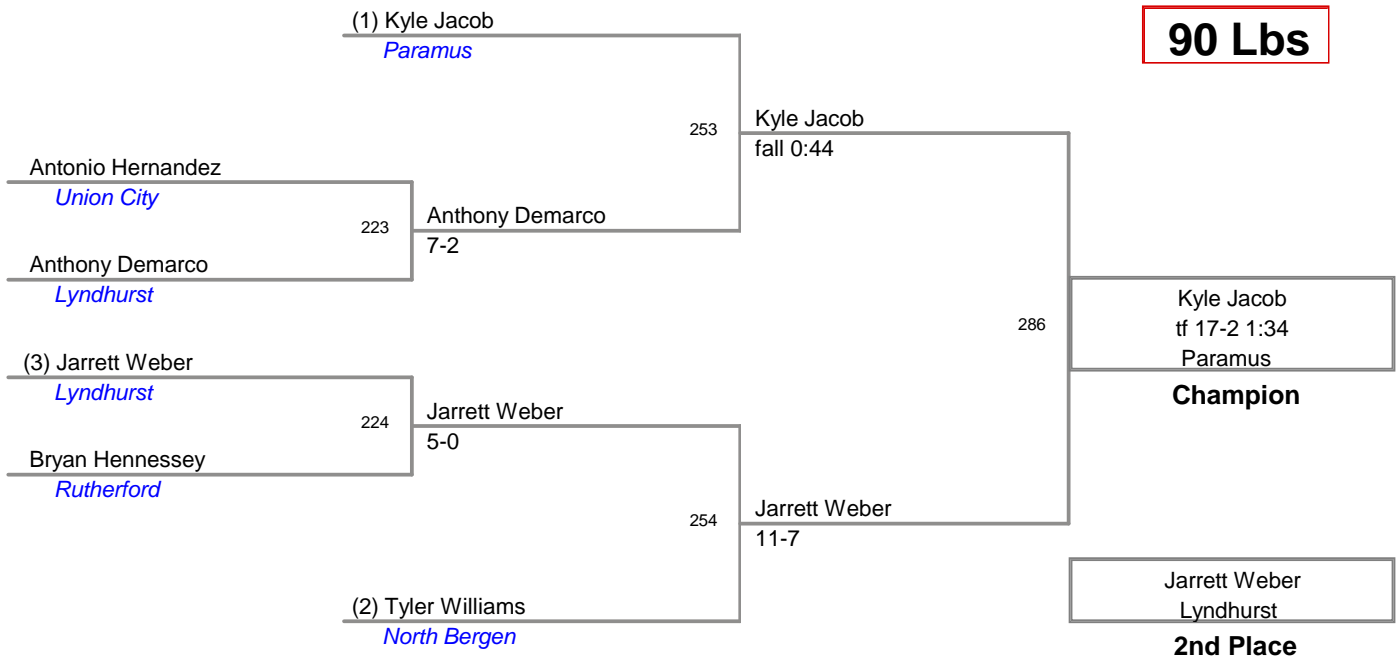 (1) Kyle Jacob
Paramus
90 Lbs
253
Kyle Jacob
fall 0:44
Antonio Hernandez
Union City
223
Anthony Demarco
7-2
Anthony Demarco
Lyndhurst
286
Kyle Jacob
tf 17-2 1:34
Paramus
Champion
(3) Jarrett Weber
Lyndhurst
224
Jarrett Weber
5-0
Bryan Hennessey
Rutherford
254
Jarrett Weber
11-7
(2) Tyler Williams
North Bergen
Jarrett Weber
Lyndhurst
2nd Place